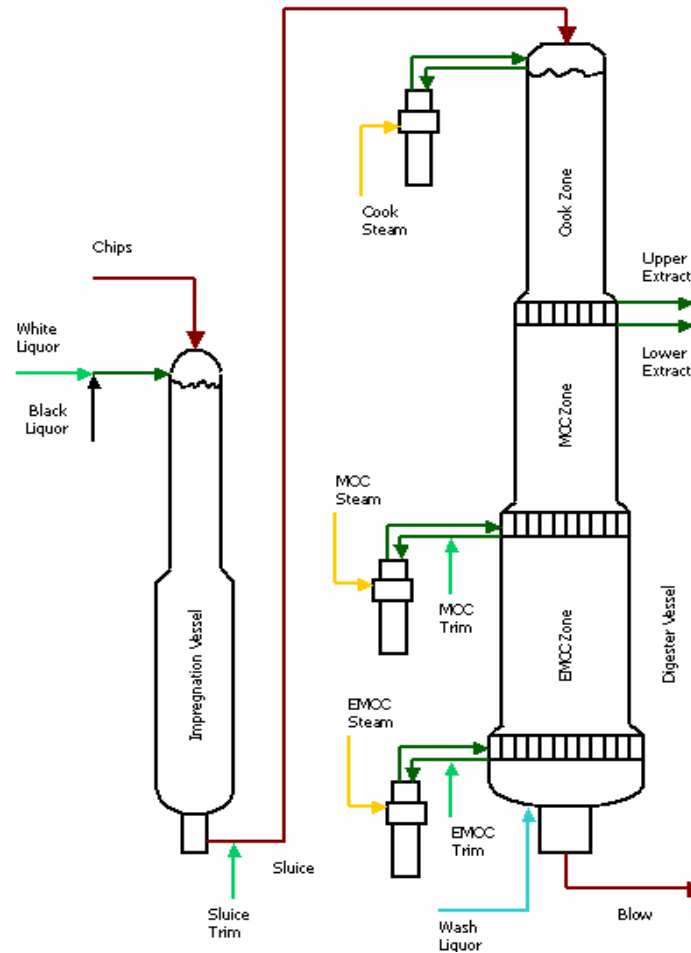 Chips
White
Liquor
Black
Liquor
Impregnation Vessel
Sluice
Sluice
Trim
Cook
Steam
Cook Zone
Upper
Extract
Lower
Extract
MCC Zone
MCC
Steam
MCC
Trim
EMCC Zone
Digester Vessel
EMCC
Steam
EMCC
Trim
Wash
Liquor
Blow